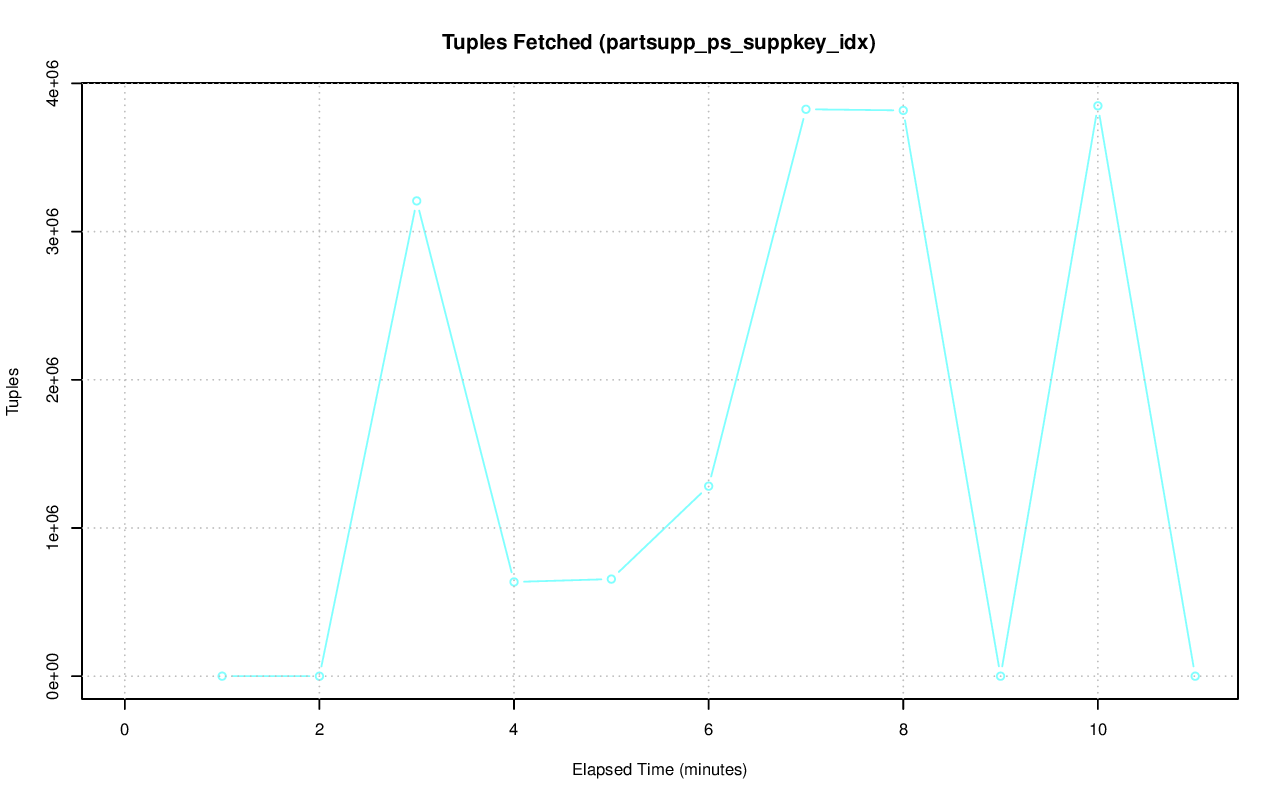 Tuples Fetched (partsupp_ps_suppkey_idx)
4e+06
3e+06
2e+06
1e+06
0e+00
Tuples
0 2 4 6 8 10
Elapsed Time (minutes)